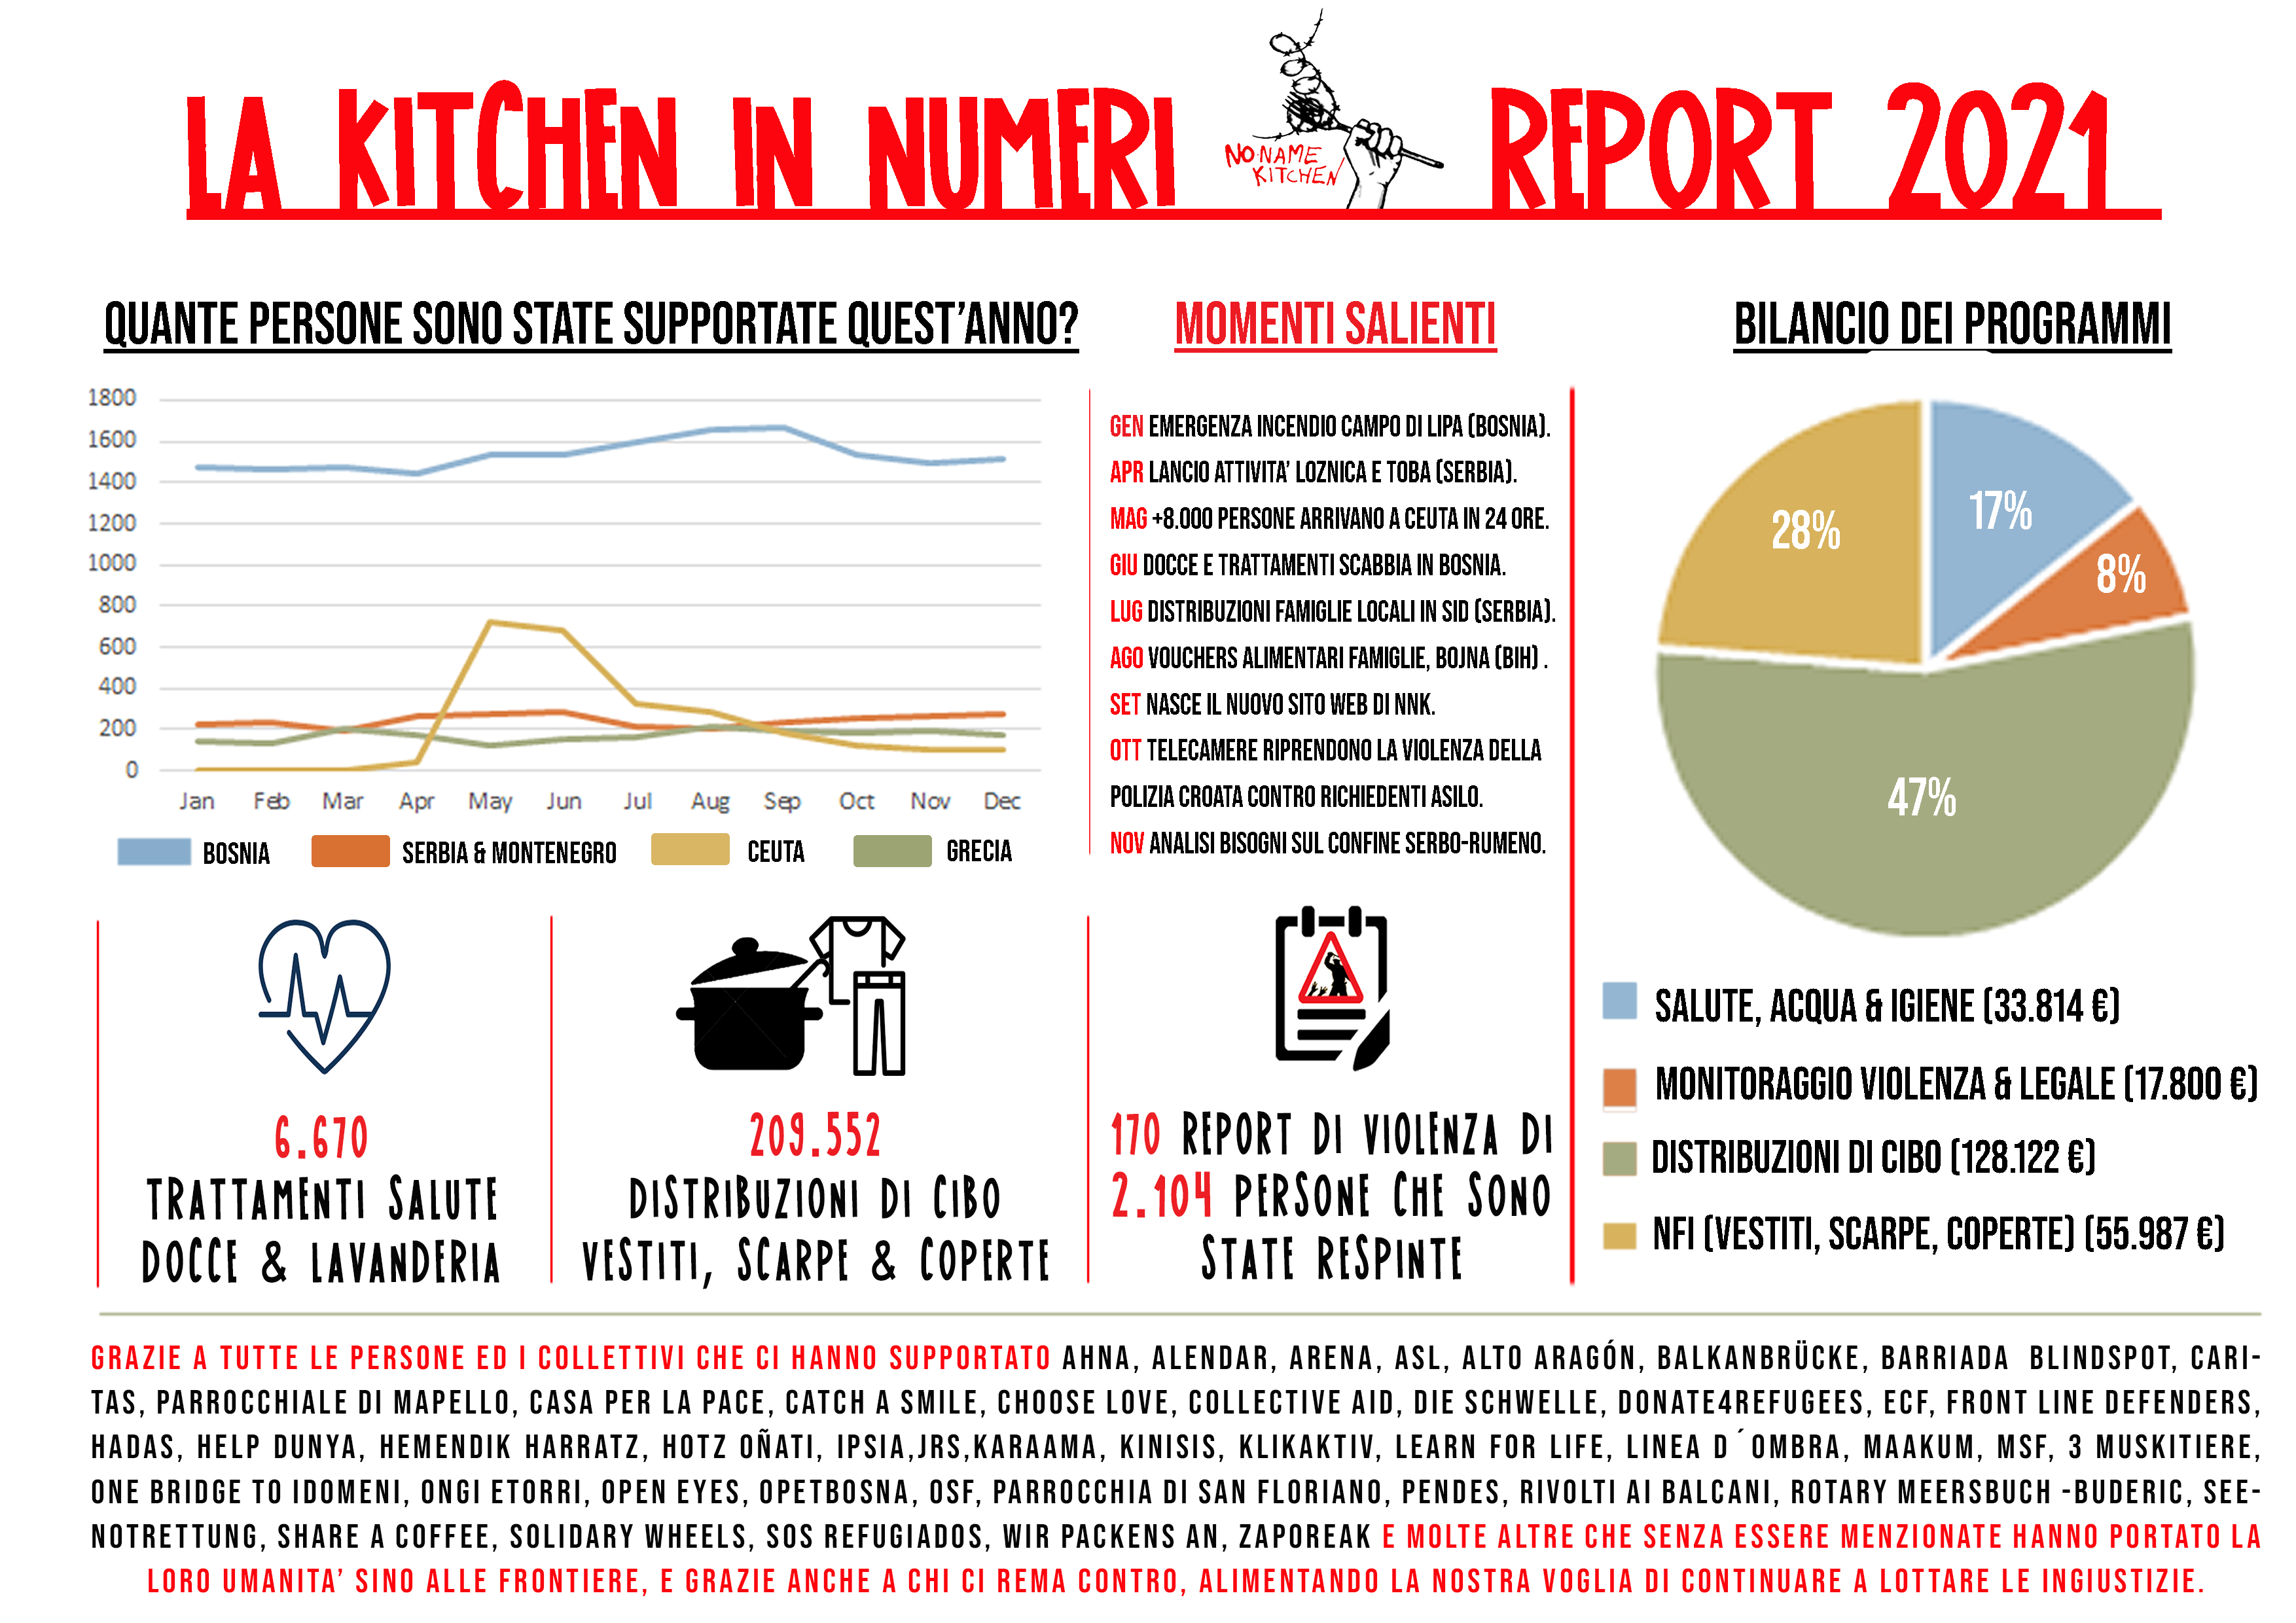 LA KITCHEN IN NUMERI
NO NAME
KITCHEN
REPORT 2021
QUANTE PERSONE SONO STATE SUPPORTATE QUEST'ANNO?
1800
1600
1400
1200
1000
800
600
400
200
0
Jan Feb Mar Apr May Jun Jul Aug Sep Oct Nov Dec
BOSNIA
SERBIA & MONTENEGRO
CEUTA
GRECIA
MOMENTI SALIENTI
GEN EMERGENZA INCENDIO CAMPO DI LIPA (BOSNIA).
APR LANCIO ATTIVITA' LOZNICA E TOBA (SERBIA).
MAG +8.000 PERSONE ARRIVANO A CEUTA IN 24 ORE.
GIU DOCCE E TRATTAMENTI SCABBIA IN BOSNIA.
LUG DISTRIBUZIONI FAMIGLIE LOCALI IN SID (SERBIA).
AGO VOUCHERS ALIMENTARI FAMIGLIE, BOJNA (BIH) .
SET NASCE IL NUOVO SITO WEB DI NNK.
OTT TELECAMERE RIPRENDONO LA VIOLENZA DELLA
POLIZIA CROATA CONTRO RICHIEDENTI ASILO.
NOV ANALISI BISOGNI SUL CONFINE SERBO-RUMENO.
BILANCIO DEI PROGRAMMI
28%
17%
8%
47%
SALUTE, ACQUA & IGIENE (33.814 €)
MONITORAGGIO VIOLENZA & LEGALE (17.800 €)
DISTRIBUZIONI DI CIBO (128.122 €)
NFI (VESTITI, SCARPE, COPERTE) (55.987 €)
6.670
TRATTAMENTI SALUTE
DOCCE & LAVANDERIA
209.552
DISTRIBUZIONI DI CIBO
VESTITI, SCARPE & COPERTE
170 REPORT DI VIOLENZA DI
2.104 PERSONE CHE SONO
STATE RESPINTE
GRAZIE A TUTTE LE PERSONE ED I COLLETTIVI CHE CI HANNO SUPPORTATO AHNA, ALENDAR, ARENA, ASL, ALTO ARAGÓN, BALKANBRÜCKE, BARRIADA BLINDSPOT, CARI-
TAS, PARROCCHIALE DI MAPELLO, CASA PER LA PACE, CATCH A SMILE, CHOOSE LOVE, COLLECTIVE AID, DIE SCHWELLE, DONATE4REFUGEES, ECF, FRONT LINE DEFENDERS,
HADAS, HELP DUNYA, HEMENDIK HARRATZ, HOTZ OÑATI, IPSIA,JRS,KARAAMA, KINISIS, KLIKAKTIV, LEARN FOR LIFE, LINEA D´OMBRA, MAAKUM, MSF, 3 MUSKITIERE,
ONE BRIDGE TO IDOMENI, ONGI ETORRI, OPEN EYES, OPETBOSNA, OSF, PARROCCHIA DI SAN FLORIANO, PENDES, RIVOLTI AI BALCANI, ROTARY MEERSBUCH -BUDERIC, SEE-
NOTRETTUNG, SHARE A COFFEE, SOLIDARY WHEELS, SOS REFUGIADOS, WIR PACKENS AN, ZAPOREAK E MOLTE ALTRE CHE SENZA ESSERE MENZIONATE HANNO PORTATO LA
LORO UMANITA' SINO ALLE FRONTIERE, E GRAZIE ANCHE A CHI CI REMA CONTRO, ALIMENTANDO LA NOSTRA VOGLIA DI CONTINUARE A LOTTARE LE INGIUSTIZIE.